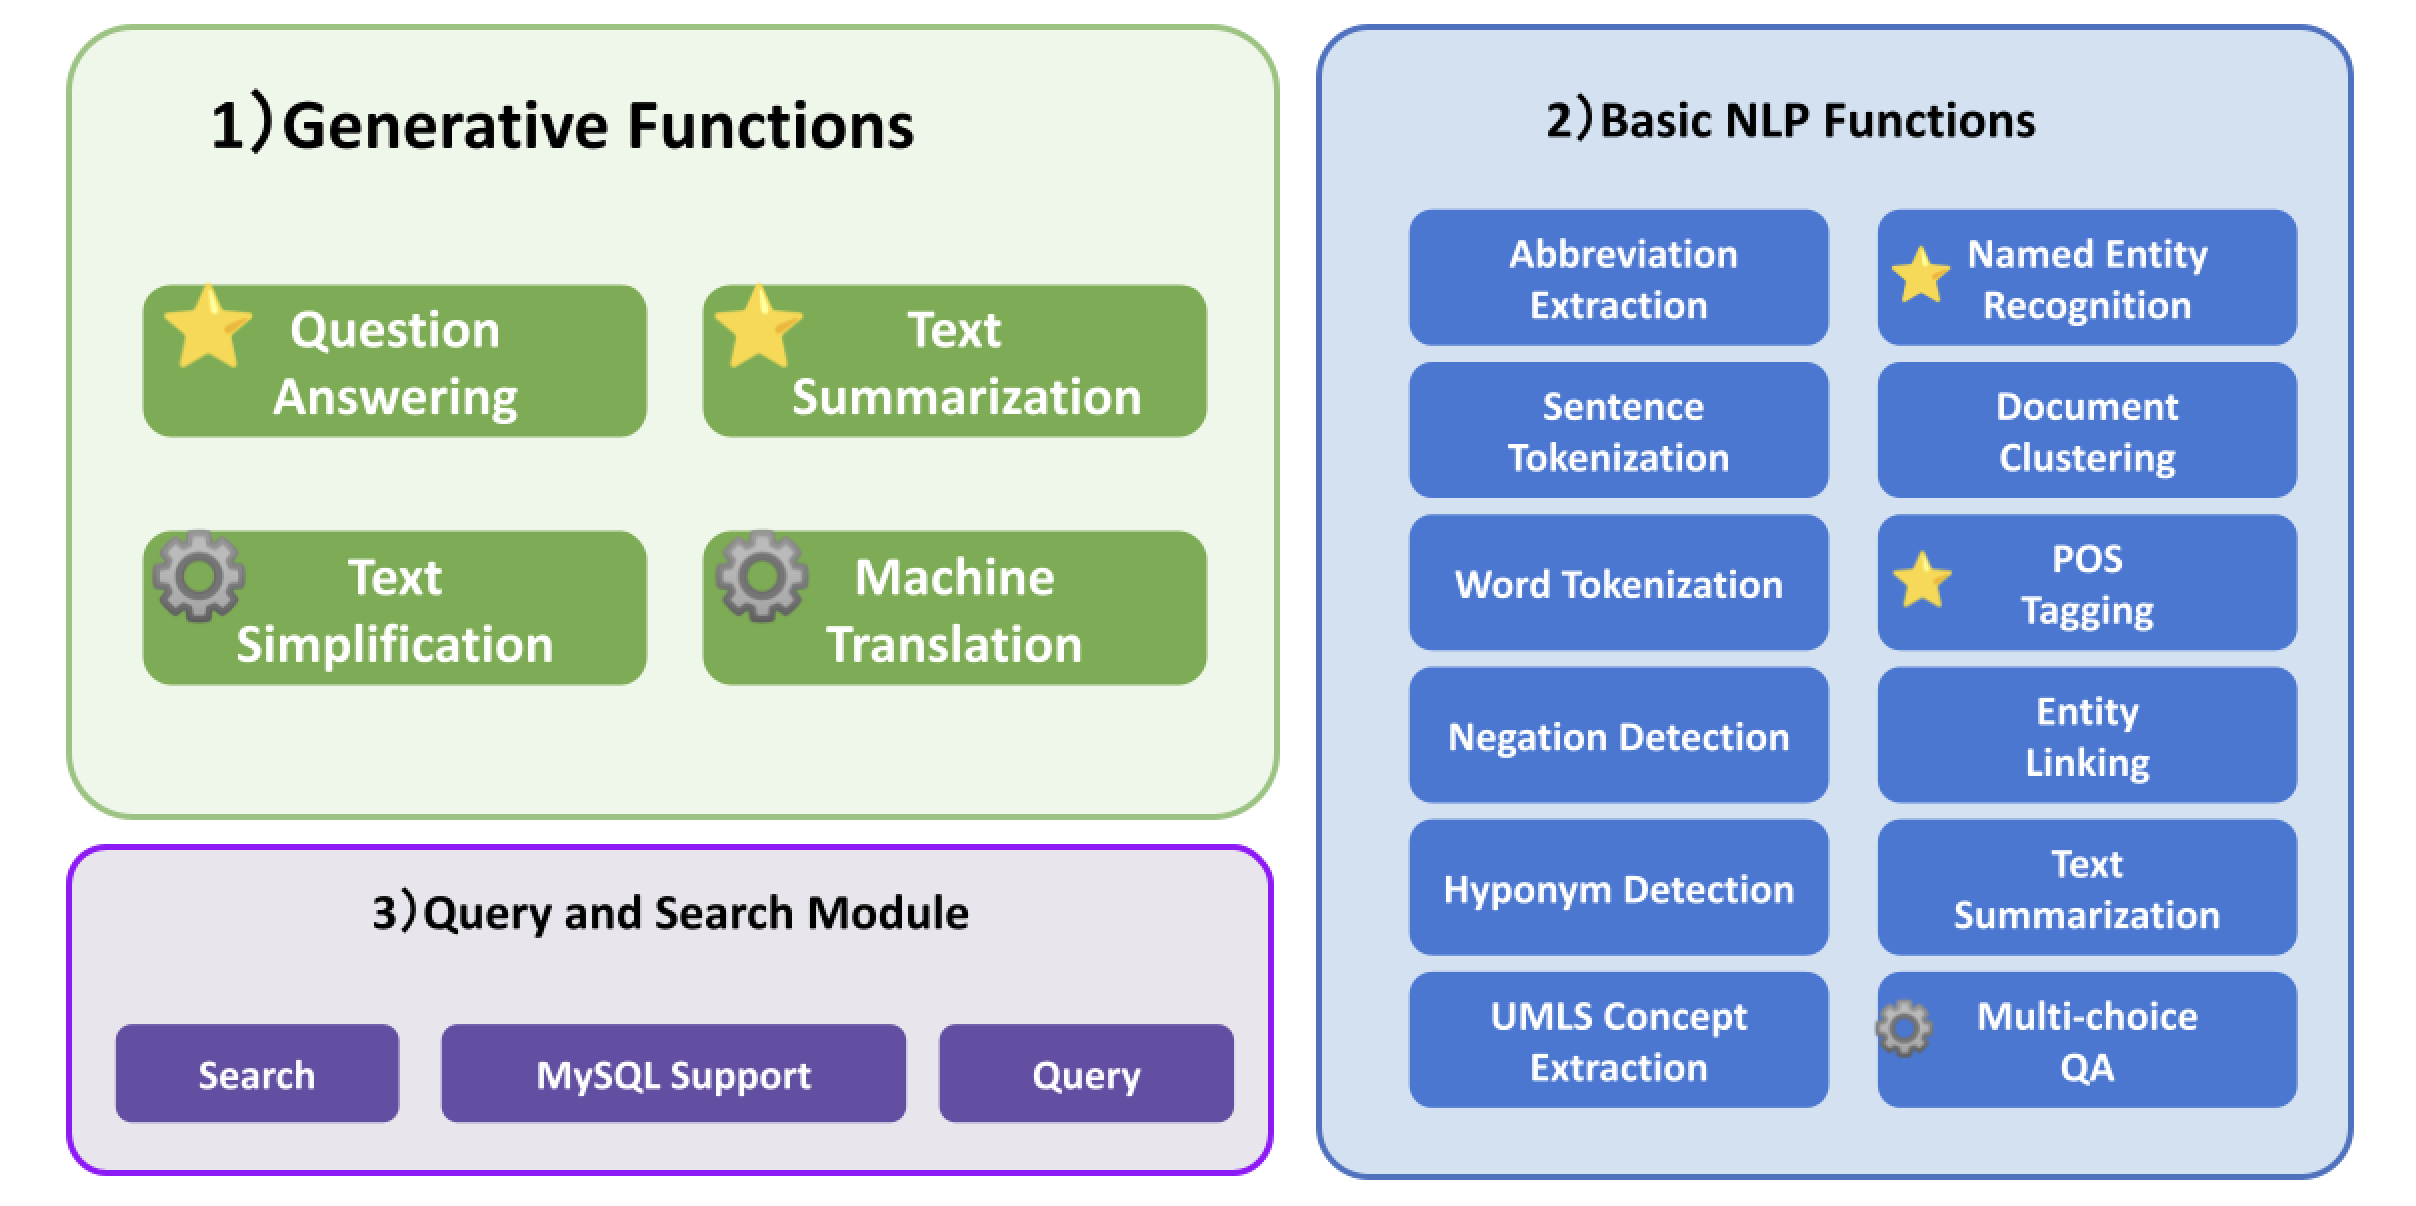 1)Generative Functions
Question
Answering
Text
Summarization
Text
Simplification
Machine
Translation
2)Basic NLP Functions
Abbreviation
Extraction
Named Entity
Recognition
Sentence
Tokenization
Document
Clustering
Word Tokenization
POS
Tagging
Negation Detection
Entity
Linking
Hyponym Detection
Text
Summarization
UMLS Concept
Extraction
Multi-choice
QA
3)Query and Search Module
Search
MySQL Support
Query